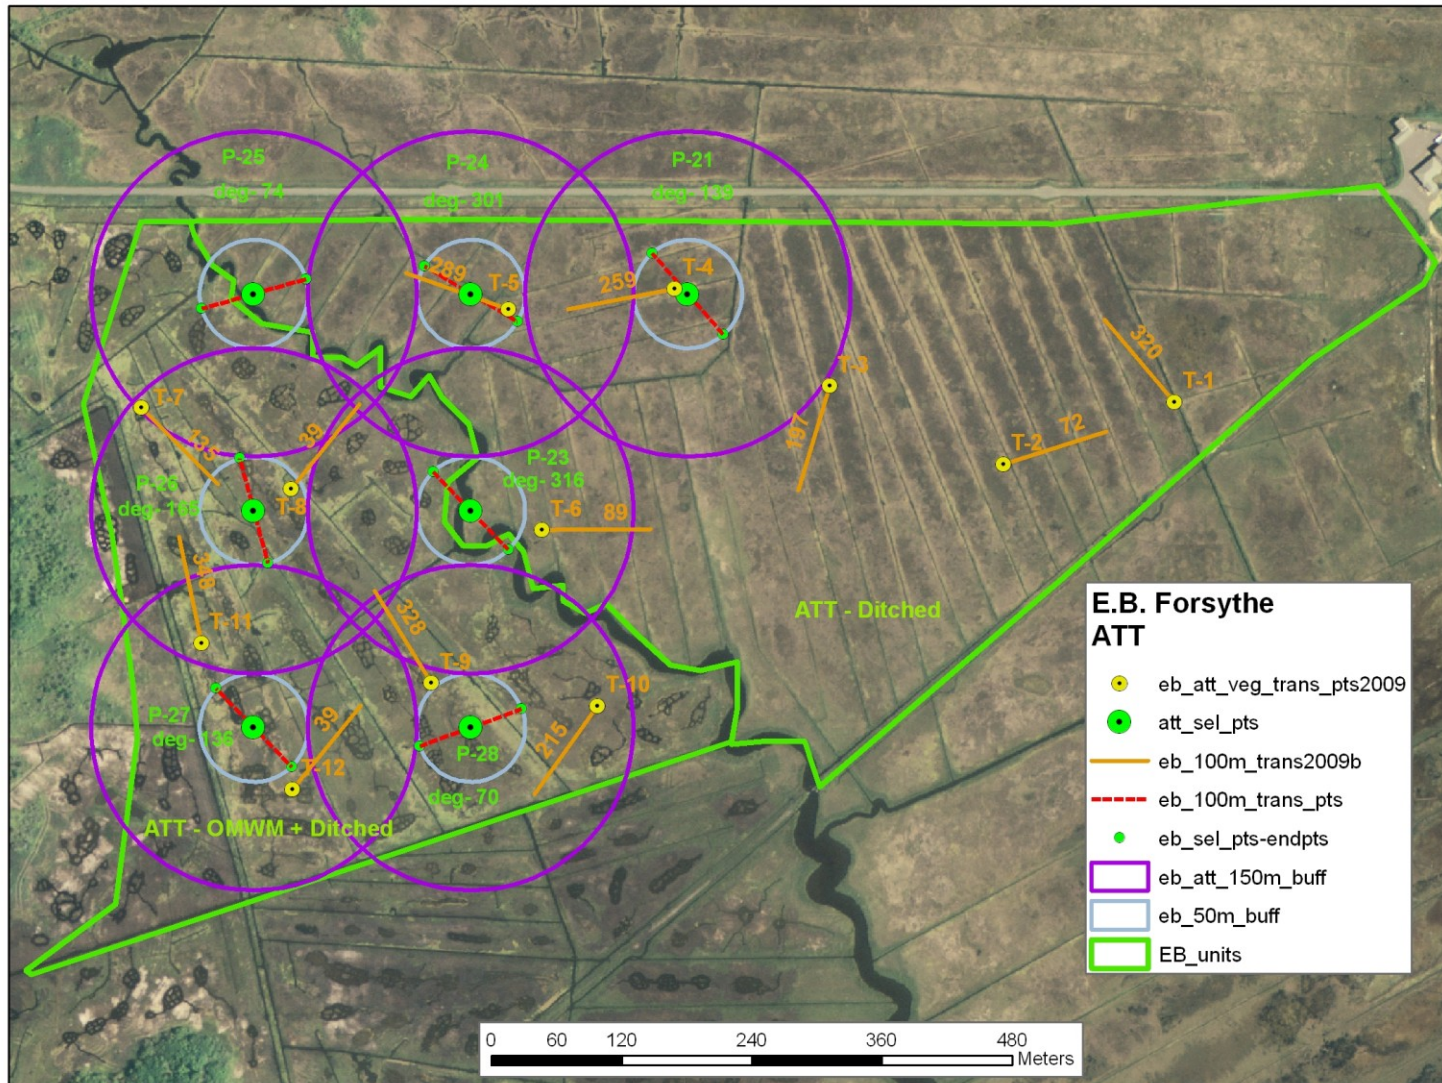 P-25
deg- 74
P-24
deg- 301
P-21
deg- 139
289
T-5
259
T-4
T-3
197
320
T-1
T-2
72
T-7
135
39
T-8
P-23
deg- 316
T-6
89
deg-
T-11
328
T-9
T-10
215
ATT - Ditched
P-27
deg- 136
39
T-12
P-28
deg- 70
ATT - OMWM + Ditched
E.B. Forsythe
ATT
eb_att_veg_trans_pts2009
att_sel_pts
eb_100m_trans2009b
eb_100m_trans_pts
eb_sel_pts-endpts
eb_att_150m_buff
eb_50m_buff
EB_units
0 60 120 240 360 480
Meters